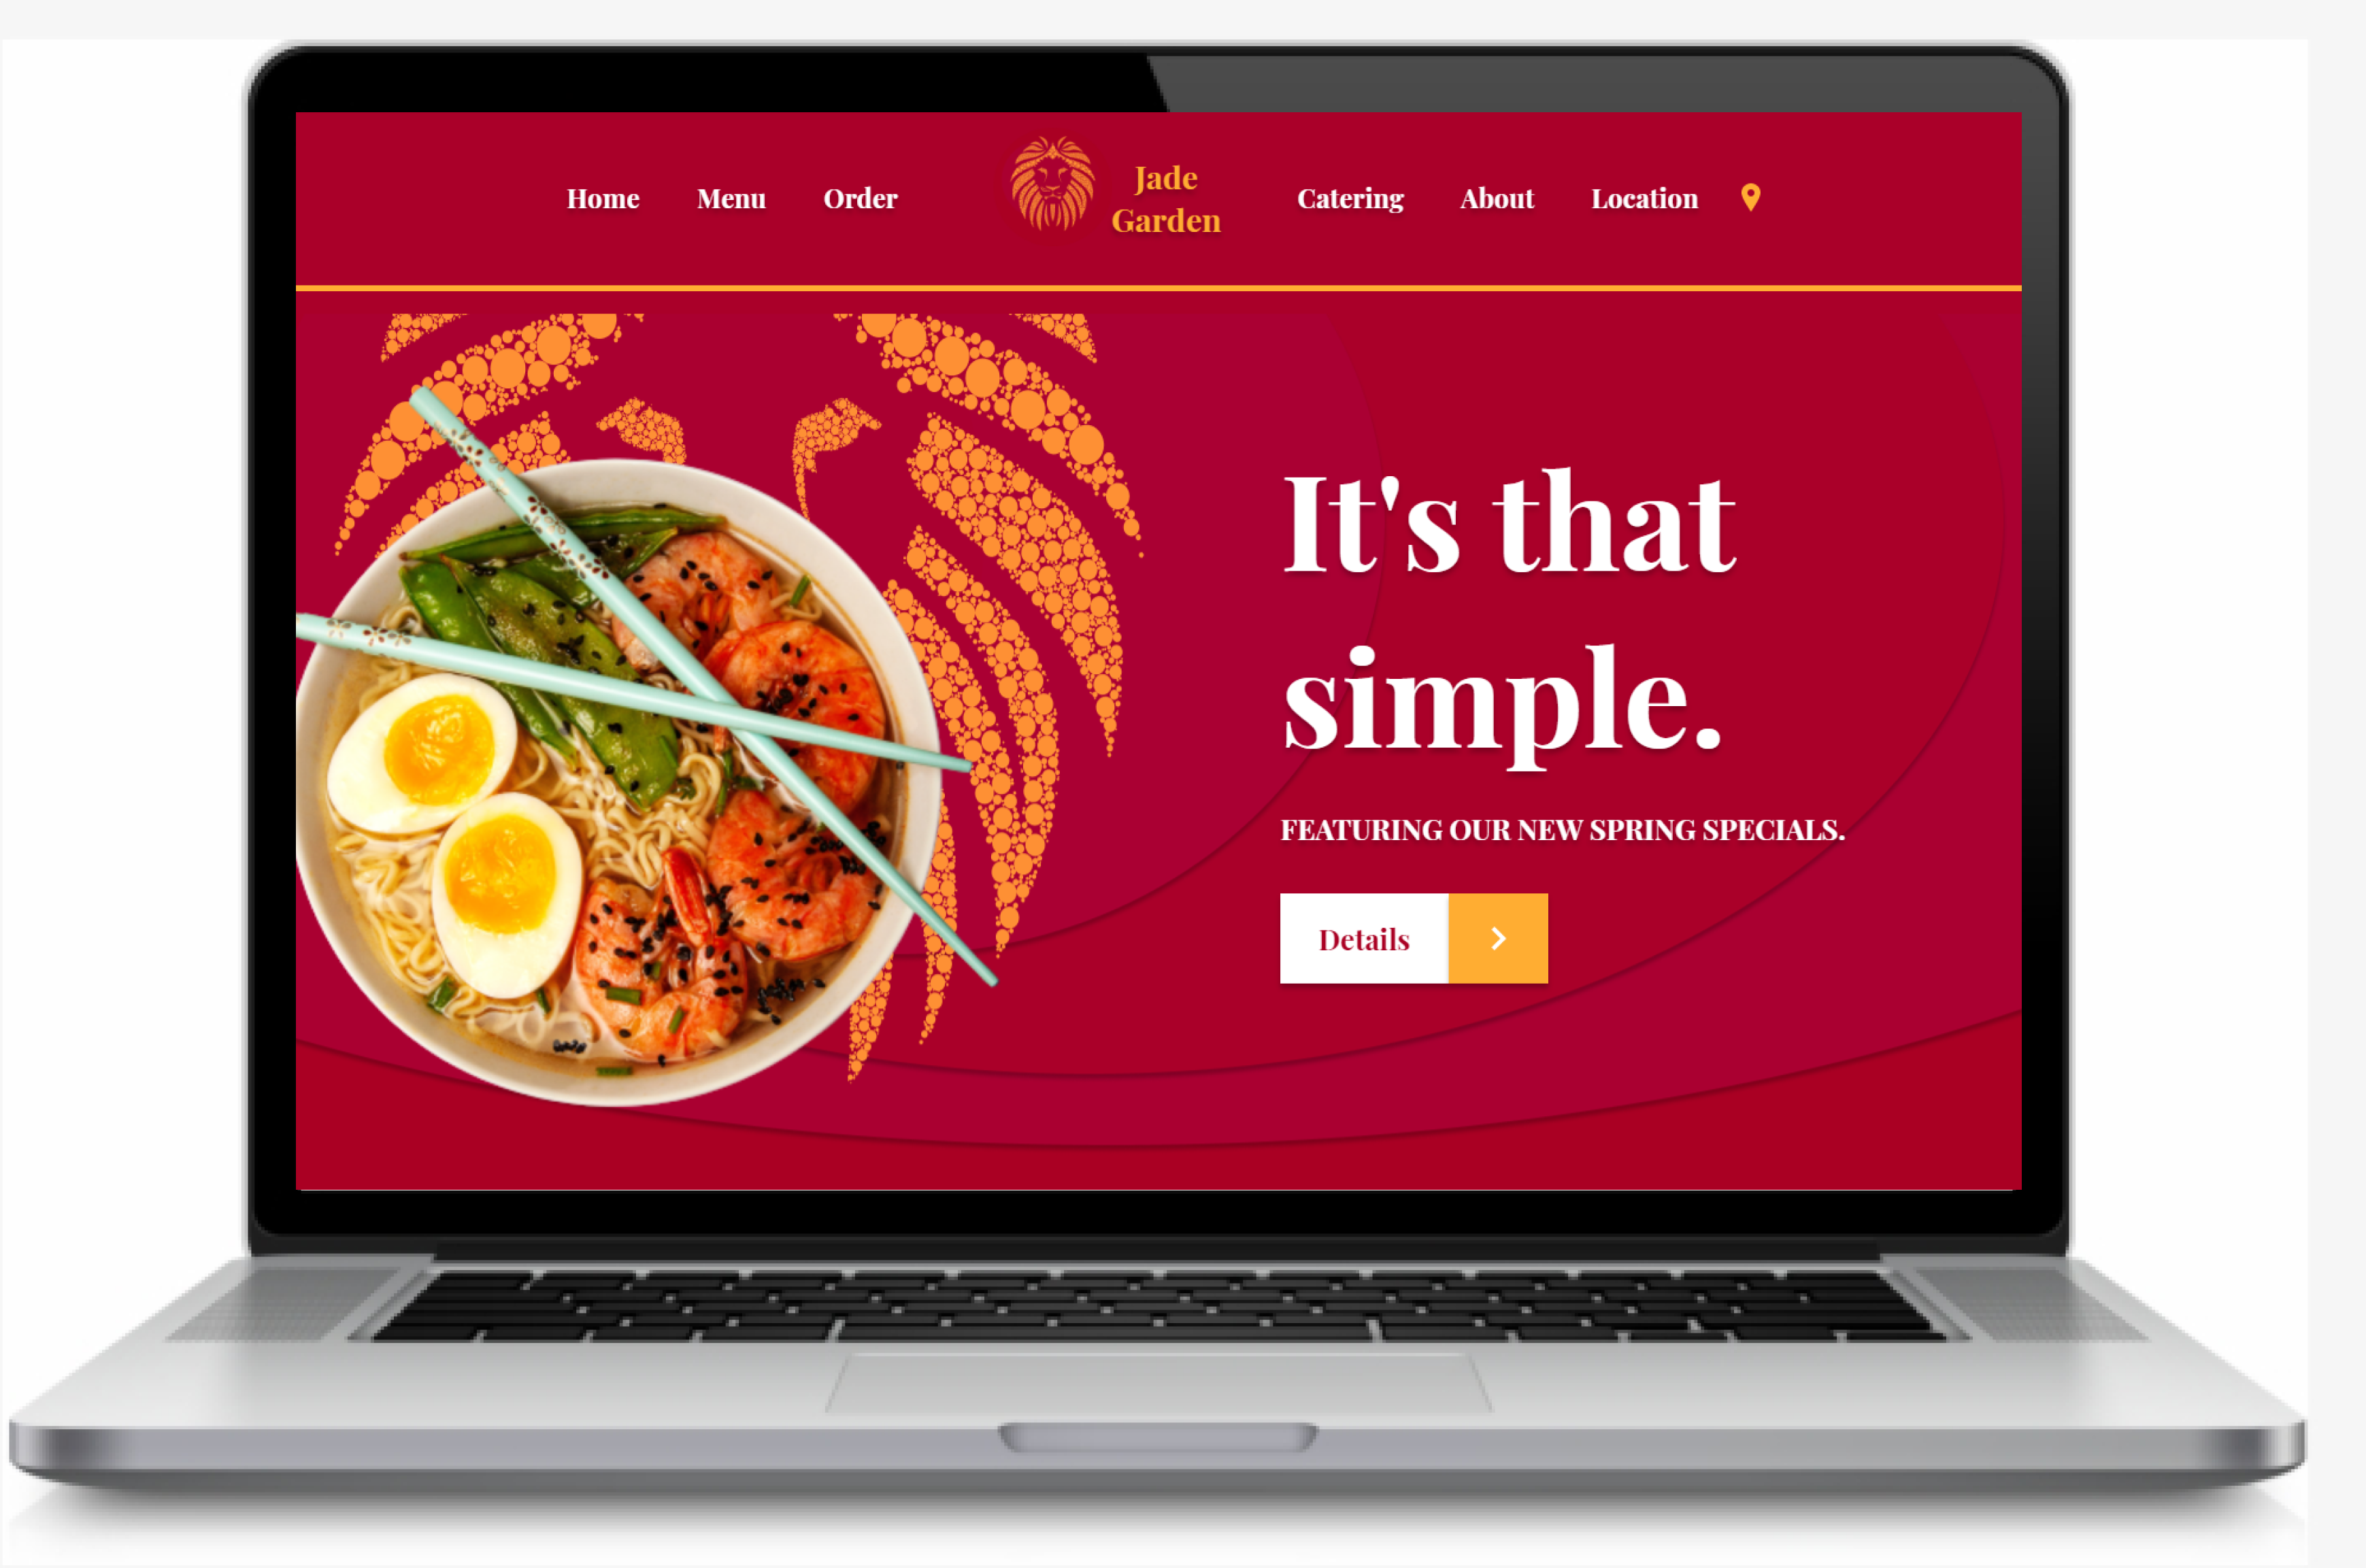 Home Menu Order Jade Garden Catering About Location
It's that
simple.
FEATURING OUR NEW SPRING SPECIALS.
Details